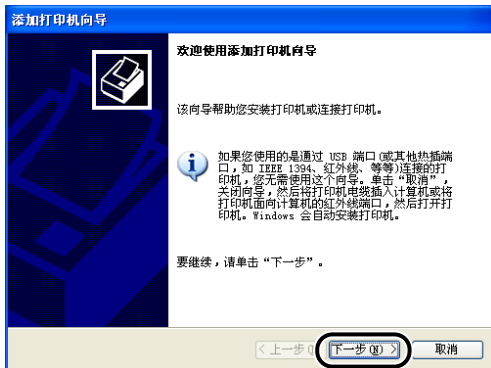 添加打印机向导
欢迎使用添加打印机向导
该向导帮助您安装打印机或连接打印机。
如果您使用的是通过 USB 端口(或其他热插端
口，如 IEEE 1394、红外线、等等)连接的打
印机，您无需使用这个向导。单击“取消”，
关闭向导，然后将打印机电缆插入计算机或将
打印机面向计算机的红外线端口，然后打开打
印机。Windows 会自动安装打印机。
要继续，请单击“下一步”。
< 上一步 下一步(N) > 取消